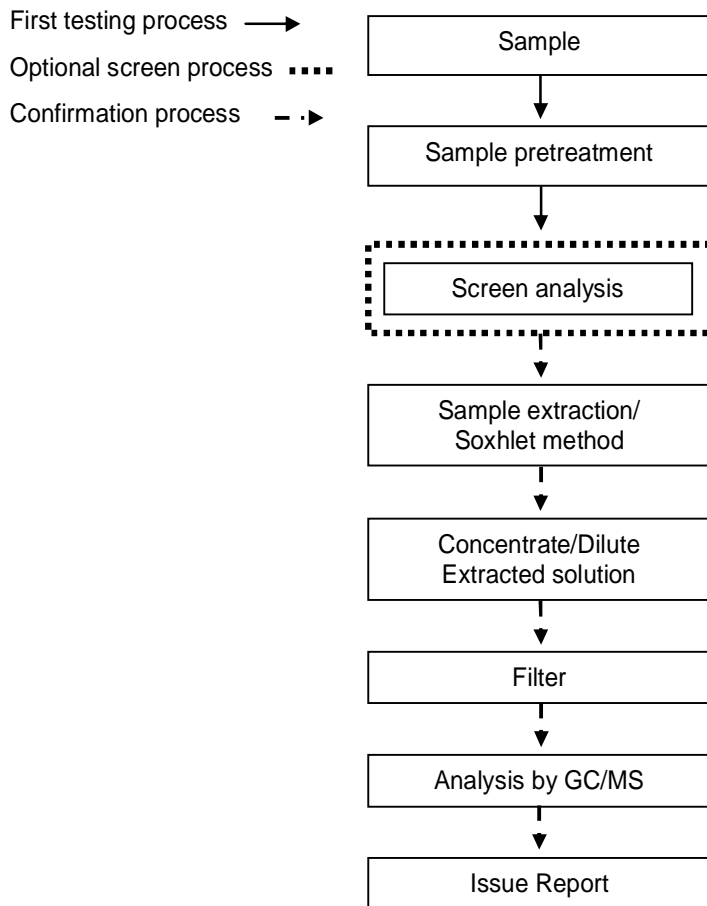 First testing process
Optional screen process
Confirmation process
Sample
Sample pretreatment
Screen analysis
Sample extraction/
Soxhlet method
Concentrate/Dilute
Extracted solution
Filter
Analysis by GC/MS
Issue Report